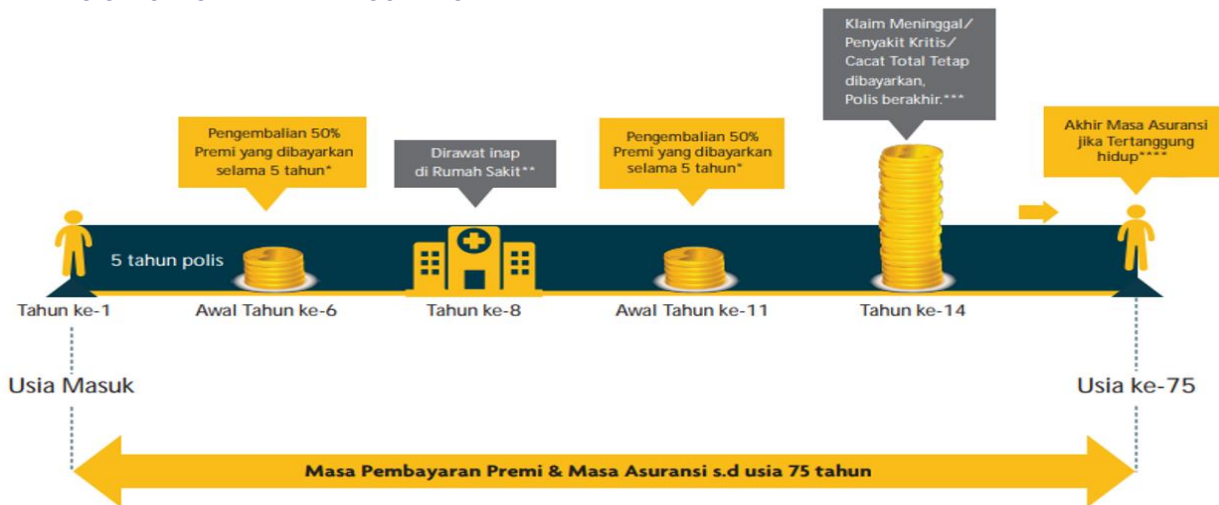 Klaim Meninggal/
Penyakit Kritis/
Cacat Total Tetap
dibayarkan,
Polis berakhir.***
Pengembalian 50%
Premi yang dibayarkan
selama 5 tahun*
Dirawat inap
di Rumah Sakit**
Pengembalian 50%
Premi yang dibayarkan
selama 5 tahun*
Akhir Masa Asuransi
jika Tertanggung
hidup****
5 tahun polis
Tahun ke-1
Awal Tahun ke-6
Tahun ke-8
Awal Tahun ke-11
Tahun ke-14
Usia Masuk
Usia ke-75
Masa Pembayaran Premi & Masa Asuransi s.d usia 75 tahun